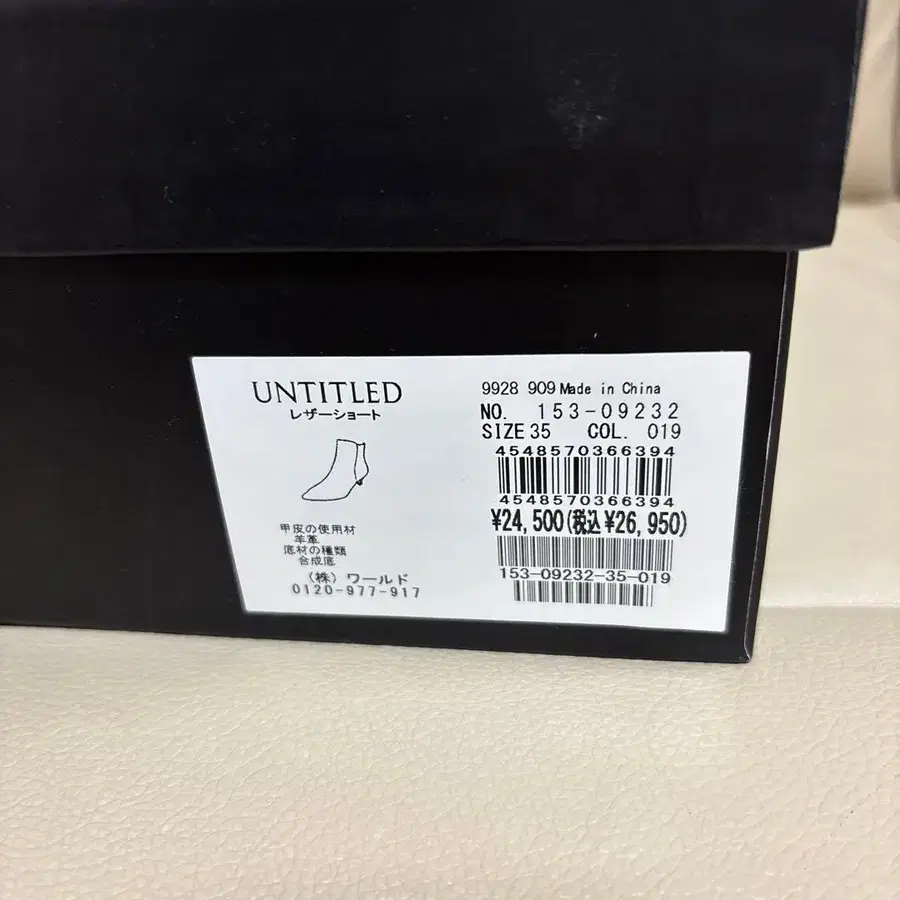 UNTITLED
レザーショート
甲皮の使用材
羊革
底材の種類
合成底
(株) ワールド
0120-977-917
9928 909 Made in China
NO. 153-09232
SIZE 35 COL. 019
4548570366394
4548570366394
¥24,500(税込¥26,950)
153-09232-35-019